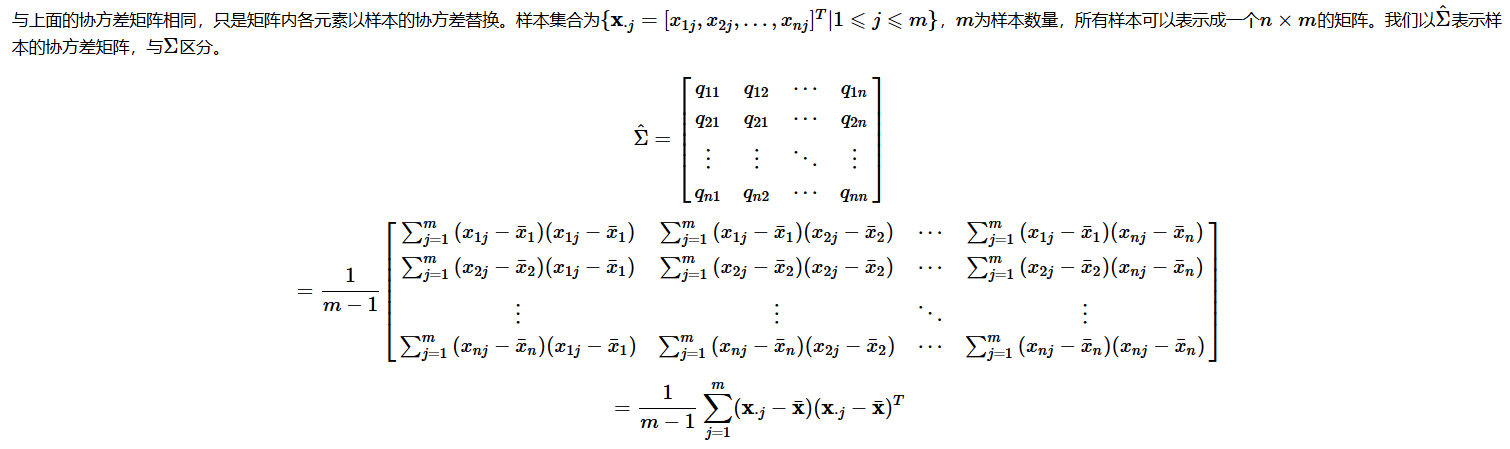 与上面的协方差矩阵相同，只是矩阵内各元素以样本的协方差替换。样本集合为$\{\mathbf{x}_{\cdot j} = [x_{1j}, x_{2j}, \ldots, x_{nj}]^T | 1 \leqslant j \leqslant m\}$，$m$为样本数量，所有样本可以表示成一个$n \times m$的矩阵。我们以$\hat{\Sigma}$表示样
本的协方差矩阵，与$\Sigma$区分。
$\hat{\Sigma} = \begin{bmatrix} q_{11} & q_{12} & \cdots & q_{1n} \\ q_{21} & q_{21} & \cdots & q_{2n} \\ \vdots & \vdots & \ddots & \vdots \\ q_{n1} & q_{n2} & \cdots & q_{nn} \end{bmatrix}$
$= \frac{1}{m-1} \begin{bmatrix} \sum_{j=1}^{m} (x_{1j} - \bar{x}_1)(x_{1j} - \bar{x}_1) & \sum_{j=1}^{m} (x_{1j} - \bar{x}_1)(x_{2j} - \bar{x}_2) & \cdots & \sum_{j=1}^{m} (x_{1j} - \bar{x}_1)(x_{nj} - \bar{x}_n) \\ \sum_{j=1}^{m} (x_{2j} - \bar{x}_2)(x_{1j} - \bar{x}_1) & \sum_{j=1}^{m} (x_{2j} - \bar{x}_2)(x_{2j} - \bar{x}_2) & \cdots & \sum_{j=1}^{m} (x_{2j} - \bar{x}_2)(x_{nj} - \bar{x}_n) \\ \vdots & \vdots & \ddots & \vdots \\ \sum_{j=1}^{m} (x_{nj} - \bar{x}_n)(x_{1j} - \bar{x}_1) & \sum_{j=1}^{m} (x_{nj} - \bar{x}_n)(x_{2j} - \bar{x}_2) & \cdots & \sum_{j=1}^{m} (x_{nj} - \bar{x}_n)(x_{nj} - \bar{x}_n) \end{bmatrix}$
$= \frac{1}{m-1} \sum_{j=1}^{m} (\mathbf{x}_{\cdot j} - \bar{\mathbf{x}})(\mathbf{x}_{\cdot j} - \bar{\mathbf{x}})^T$